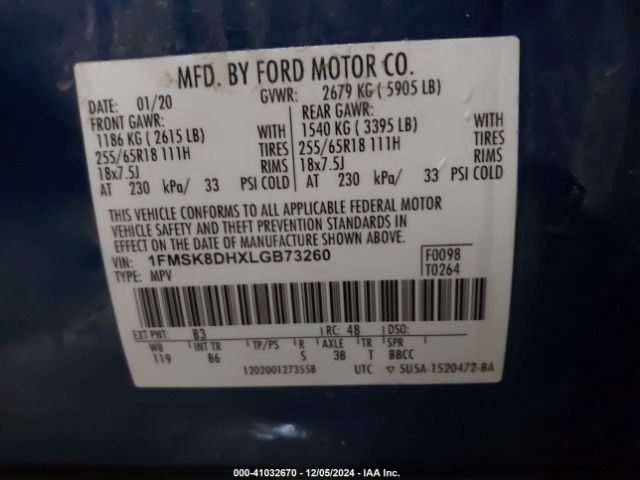 MFD. BY FORD MOTOR CO.
DATE: 01/20 GVWR: 2679 KG ( 5905 LB)
FRONT GAWR: REAR GAWR:
1186 KG ( 2615 LB) WITH 1540 KG ( 3395 LB) WITH
255/65R18 111H TIRES 255/65R18 111H TIRES
18x7.5J RIMS 18x7.5J RIMS
AT 230 kPa/ 33 PSI COLD AT 230 kPa/ 33 PSI COLD
THIS VEHICLE CONFORMS TO ALL APPLICABLE FEDERAL MOTOR
VEHICLE SAFETY AND THEFT PREVENTION STANDARDS IN
EFFECT ON THE DATE OF MANUFACTURE SHOWN ABOVE.
VIN: 1FMSK8DHXLGB73260 F0098
TYPE: MPV T0264
EXT PNT: B3 RC: 48 DSO:
WB INT TR TP/PS R AXLE TR SPR
119 B6 S 3B T BBCC
1202001273558 UTC ▽ 5U5A-1520472-BA
000-41032670 - 12/05/2024 - IAA Inc.